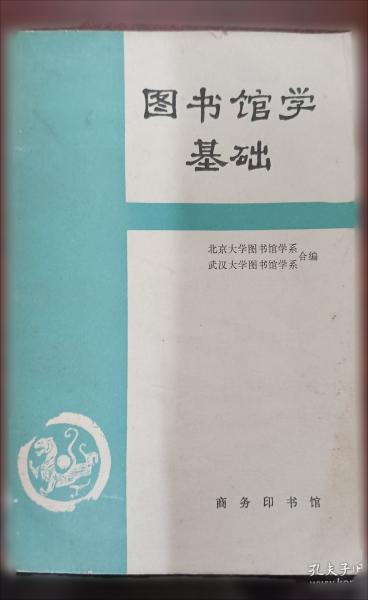 图书馆学
基础
北京大学图书馆学系
武汉大学图书馆学系
合编
商务印书馆
孔夫子旧